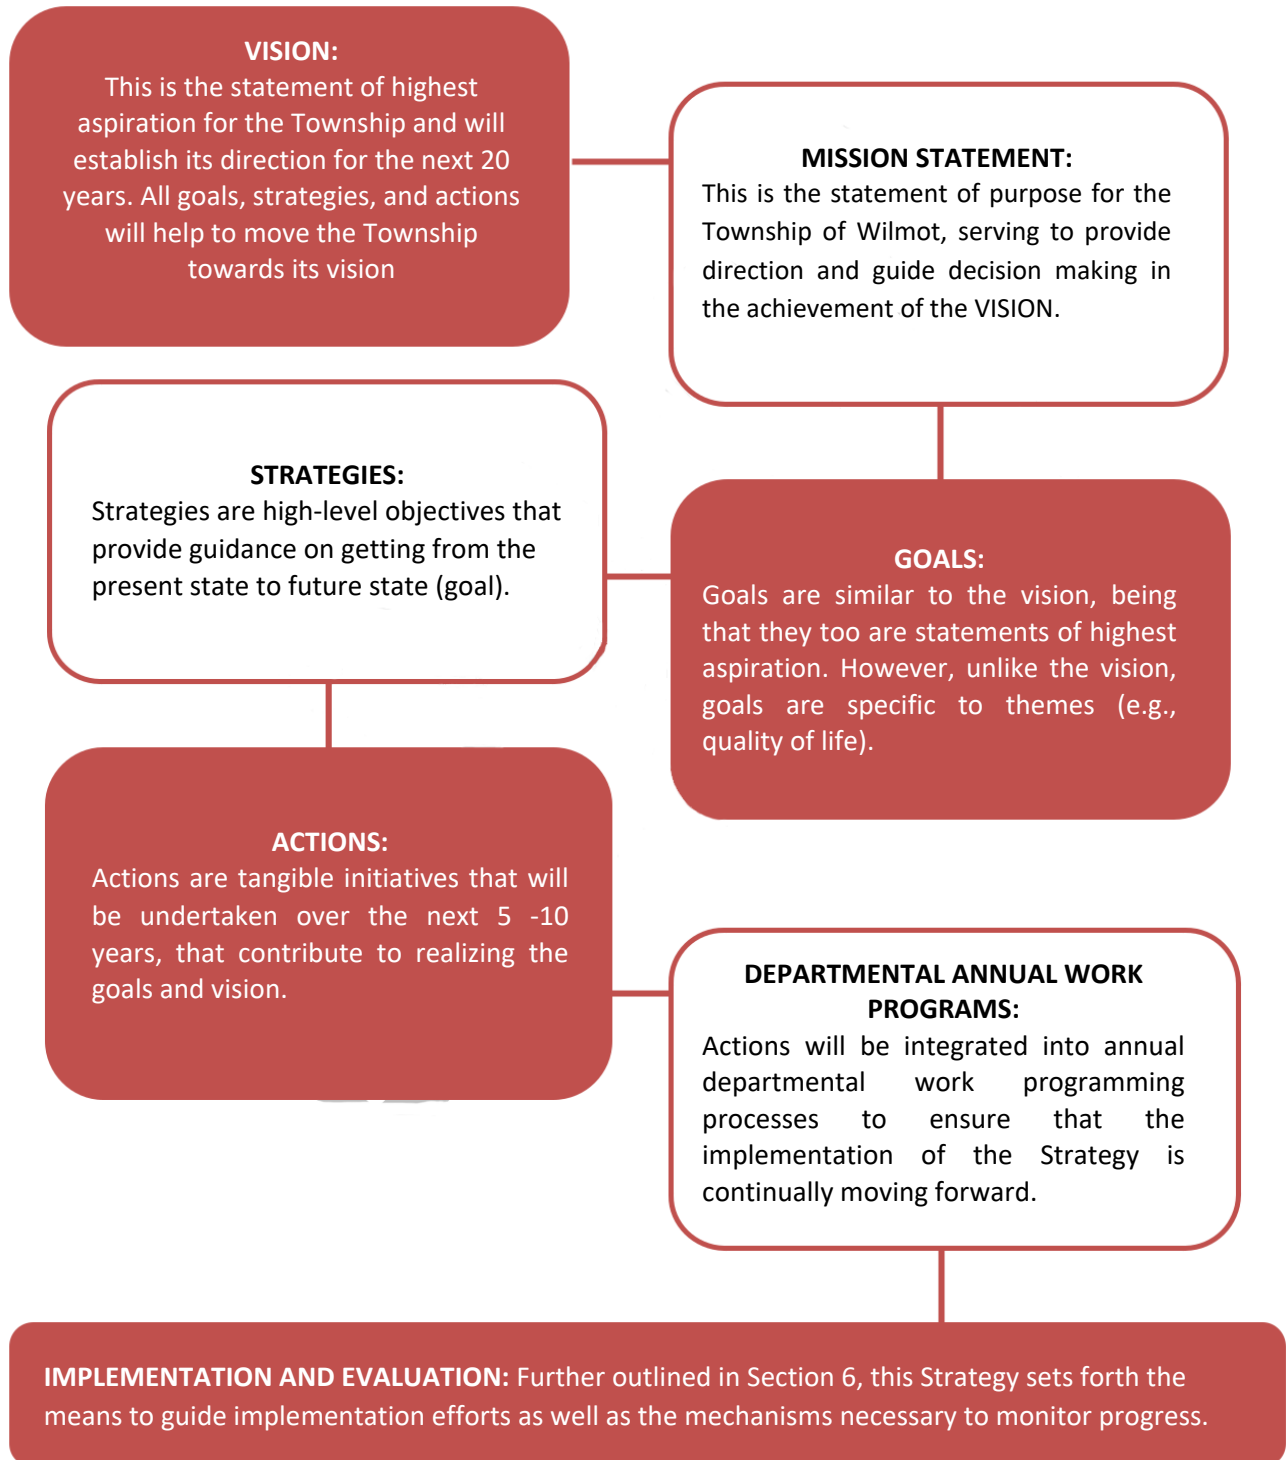 VISION:
This is the statement of highest
aspiration for the Township and will
establish its direction for the next 20
years. All goals, strategies, and actions
will help to move the Township
towards its vision
MISSION STATEMENT:
This is the statement of purpose for the
Township of Wilmot, serving to provide
direction and guide decision making in
the achievement of the VISION.
GOALS:
Goals are similar to the vision, being
that they too are statements of highest
aspiration. However, unlike the vision,
goals are specific to themes (e.g.,
quality of life).
STRATEGIES:
Strategies are high-level objectives that
provide guidance on getting from the
present state to future state (goal).
ACTIONS:
Actions are tangible initiatives that will
be undertaken over the next 5 -10
years, that contribute to realizing the
goals and vision.
DEPARTMENTAL ANNUAL WORK
PROGRAMS:
Actions will be integrated into annual
departmental work programming
processes to ensure that the
implementation of the Strategy is
continually moving forward.
IMPLEMENTATION AND EVALUATION: Further outlined in Section 6, this Strategy sets forth the
means to guide implementation efforts as well as the mechanisms necessary to monitor progress.